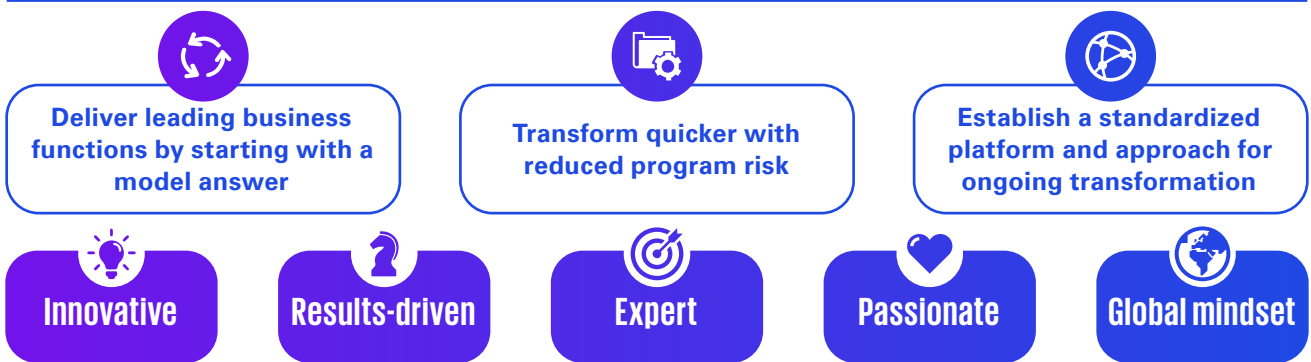 Deliver leading business
functions by starting with a
model answer
Transform quicker with
reduced program risk
Establish a standardized
platform and approach for
ongoing transformation
Innovative
Results-driven
Expert
Passionate
Global mindset